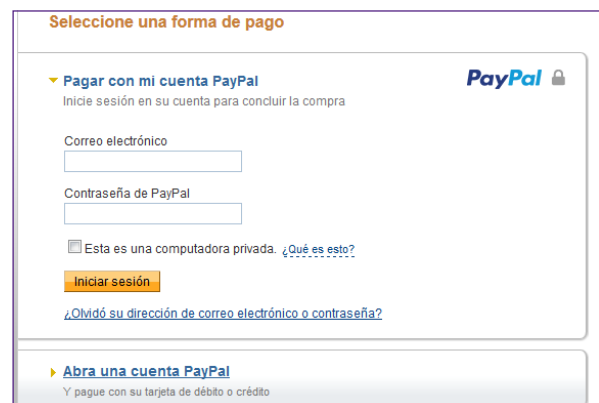 Seleccione una forma de pago
Pagar con mi cuenta PayPal
PayPal
Inicie sesión en su cuenta para concluir la compra
Correo electrónico
Contraseña de PayPal
Esta es una computadora privada. ¿Qué es esto?
Iniciar sesión
¿Olvidó su dirección de correo electrónico o contraseña?
Abra una cuenta PayPal
Y pague con su tarjeta de débito o crédito